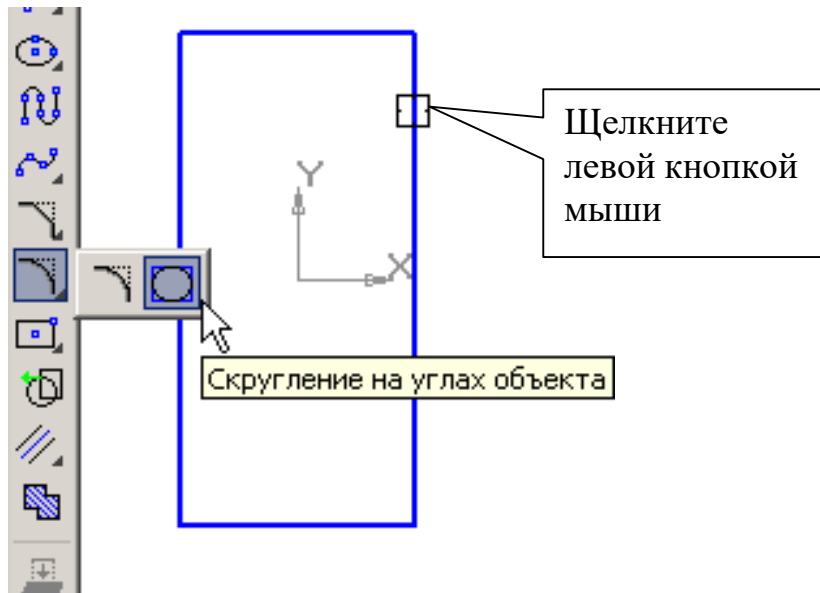 Щелкните
левой кнопкой
мыши
Y
X
Скругление на углах объекта